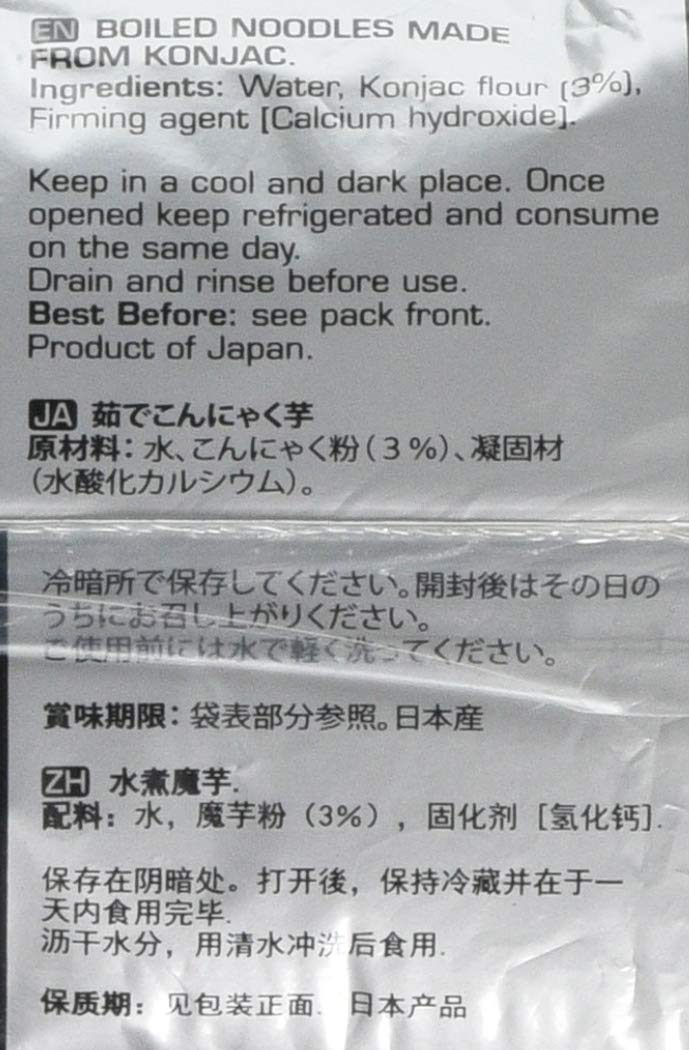 EN BOILED NOODLES MADE
FROM KONJAC.
Ingredients: Water, Konjac flour (3%),
Firming agent [Calcium hydroxide].
Keep in a cool and dark place. Once
opened keep refrigerated and consume
on the same day.
Drain and rinse before use.
Best Before: see pack front.
Product of Japan.
JA 茹でこんにゃく芋
原材料：水、こんにゃく粉（3%）、凝固材
（水酸化カルシウム）。
冷暗所で保存してください。開封後はその日の
うちにお召し上がりください。
ご使用前には水で軽く洗ってください。
賞味期限：袋表部分参照。日本産
ZH 水煮魔芋.
配料：水，魔芋粉（3%），固化剂［氢化钙］.
保存在阴暗处。打开後，保持冷藏并在于一
天内食用完毕.
沥干水分，用清水冲洗后食用.
保质期：见包装正面. 日本产品